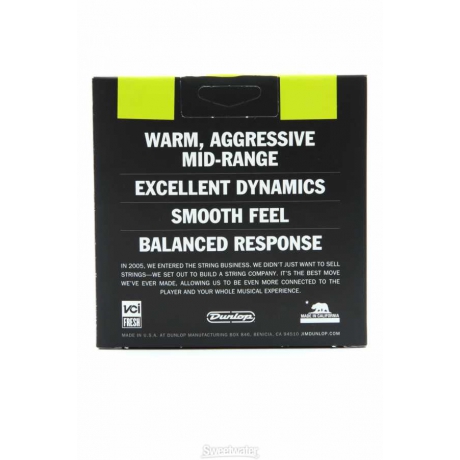 WARM, AGGRESSIVE
MID-RANGE
EXCELLENT DYNAMICS
SMOOTH FEEL
BALANCED RESPONSE
IN 2005, WE ENTERED THE STRING BUSINESS. WE DIDN'T JUST WANT TO SELL
STRINGS—WE SET OUT TO BUILD A STRING COMPANY. IT'S THE BEST MOVE
WE'VE EVER MADE, ALLOWING US TO BE EVEN MORE CONNECTED TO THE
PLAYER AND YOUR WHOLE MUSICAL EXPERIENCE.
VCI
FRESH
Dunlop
MADE IN CALIFORNIA
MADE IN U.S.A. AT DUNLOP MANUFACTURING BOX 846, BENICIA, CA 94510 JIMDUNLOP.COM
Sweetwater